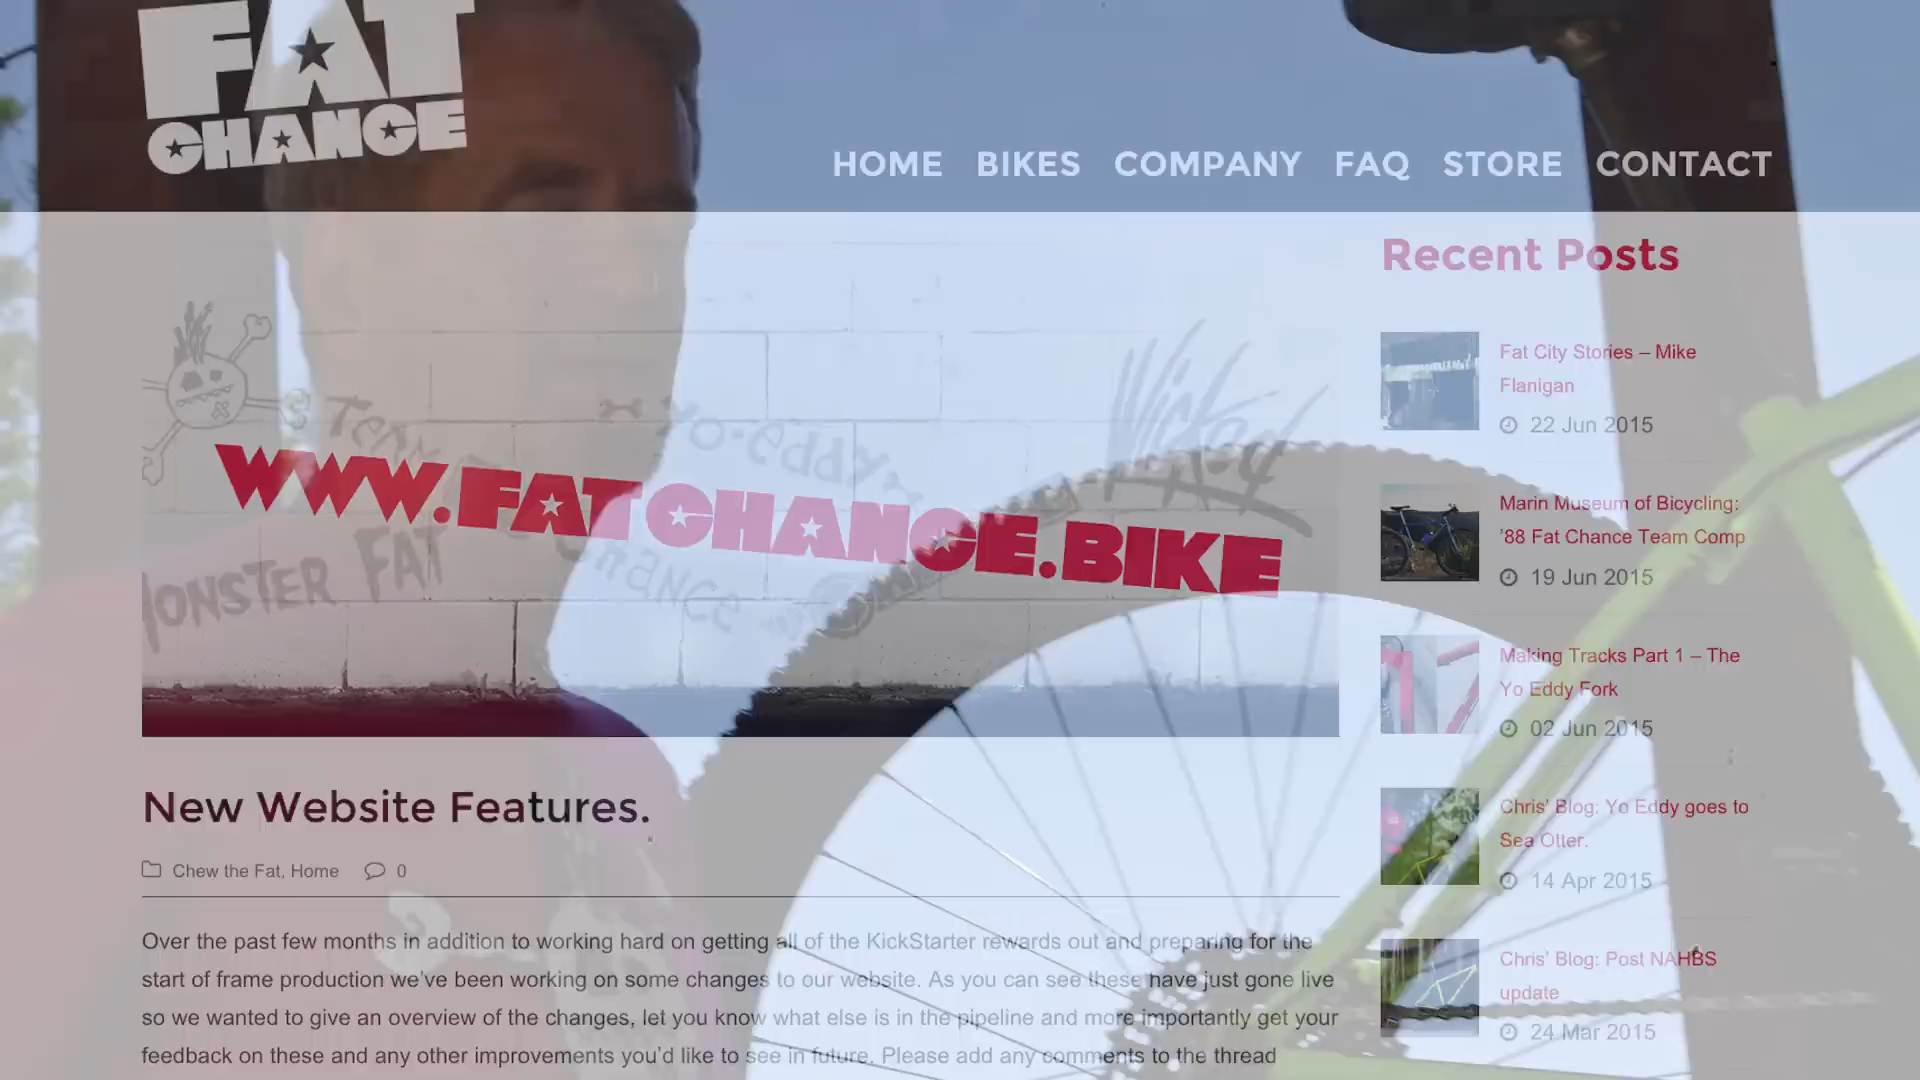 FAT
CHANCE
HOME BIKES COMPANY FAQ STORE CONTACT
Recent Posts
Fat City Stories – Mike
Flanigan
22 Jun 2015
Marin Museum of Bicycling:
'88 Fat Chance Team Comp
19 Jun 2015
Making Tracks Part 1 – The
Yo Eddy Fork
02 Jun 2015
Chris' Blog: Yo Eddy goes to
Sea Otter.
14 Apr 2015
Chris' Blog: Post NAHBS
update
24 Mar 2015
TEAM
YO-EDDY
Wicked
WWW.FATCHANCE.BIKE
MONSTER FAT
CHANCE
New Website Features.
Chew the Fat, Home 0
Over the past few months in addition to working hard on getting all of the KickStarter rewards out and preparing for the
start of frame production we've been working on some changes to our website. As you can see these have just gone live
so we wanted to give an overview of the changes, let you know what else is in the pipeline and more importantly get your
feedback on these and any other improvements you'd like to see in future. Please add any comments to the thread